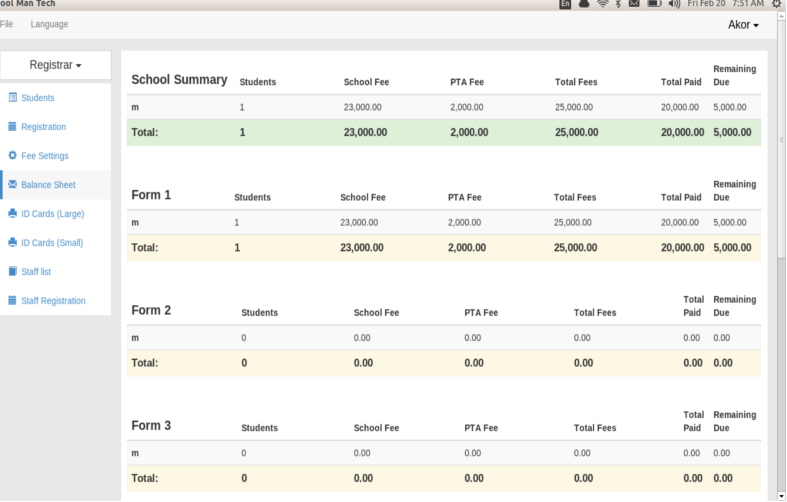 ool Man Tech
En
Fri Feb 20 7:51 AM
File Language
Akor
Registrar
Students
Registration
Fee Settings
Balance Sheet
ID Cards (Large)
ID Cards (Small)
Staff list
Staff Registration
School Summary Students School Fee PTA Fee Total Fees Total Paid Remaining Due
m 1 23,000.00 2,000.00 25,000.00 20,000.00 5,000.00
Total: 1 23,000.00 2,000.00 25,000.00 20,000.00 5,000.00
Form 1 Students School Fee PTA Fee Total Fees Total Paid Remaining Due
m 1 23,000.00 2,000.00 25,000.00 20,000.00 5,000.00
Total: 1 23,000.00 2,000.00 25,000.00 20,000.00 5,000.00
Form 2 Students School Fee PTA Fee Total Fees Total Paid Remaining Due
m 0 0.00 0.00 0.00 0.00 0.00
Total: 0 0.00 0.00 0.00 0.00 0.00
Form 3 Students School Fee PTA Fee Total Fees Total Paid Remaining Due
m 0 0.00 0.00 0.00 0.00 0.00
Total: 0 0.00 0.00 0.00 0.00 0.00